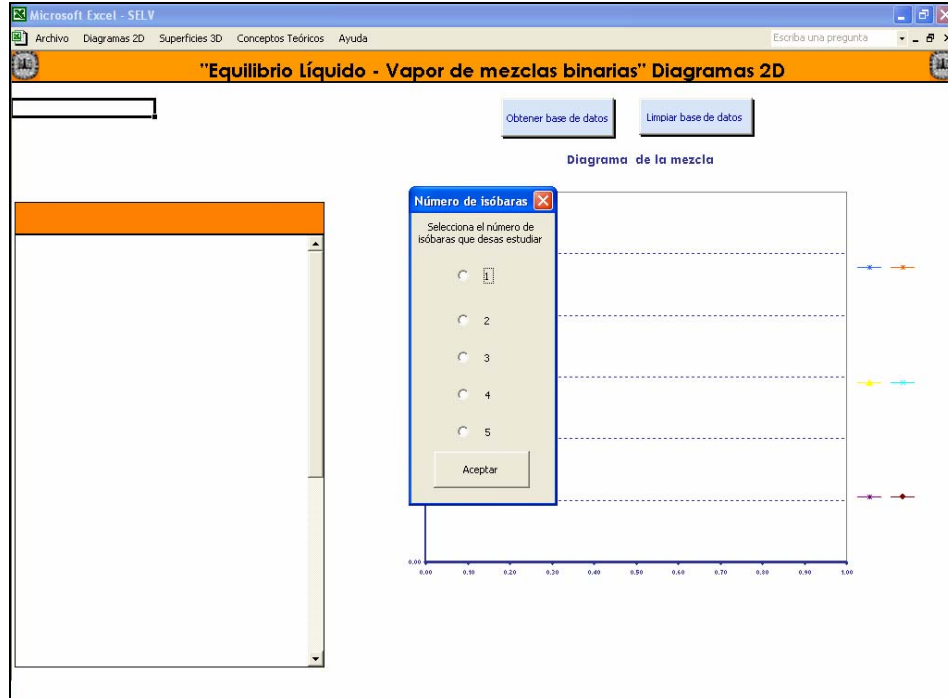 Microsoft Excel - SELV
Archivo Diagramas 2D Superficies 3D Conceptos Teóricos Ayuda Escriba una pregunta
"Equilibrio Líquido - Vapor de mezclas binarias" Diagramas 2D
Obtener base de datos Limpiar base de datos
Diagrama de la mezcla
Número de isóbaras
Selecciona el número de
isóbaras que desas estudiar
1
2
3
4
5
Aceptar
0.00
0.00 0.10 0.20 0.30 0.40 0.50 0.60 0.70 0.80 0.90 1.00